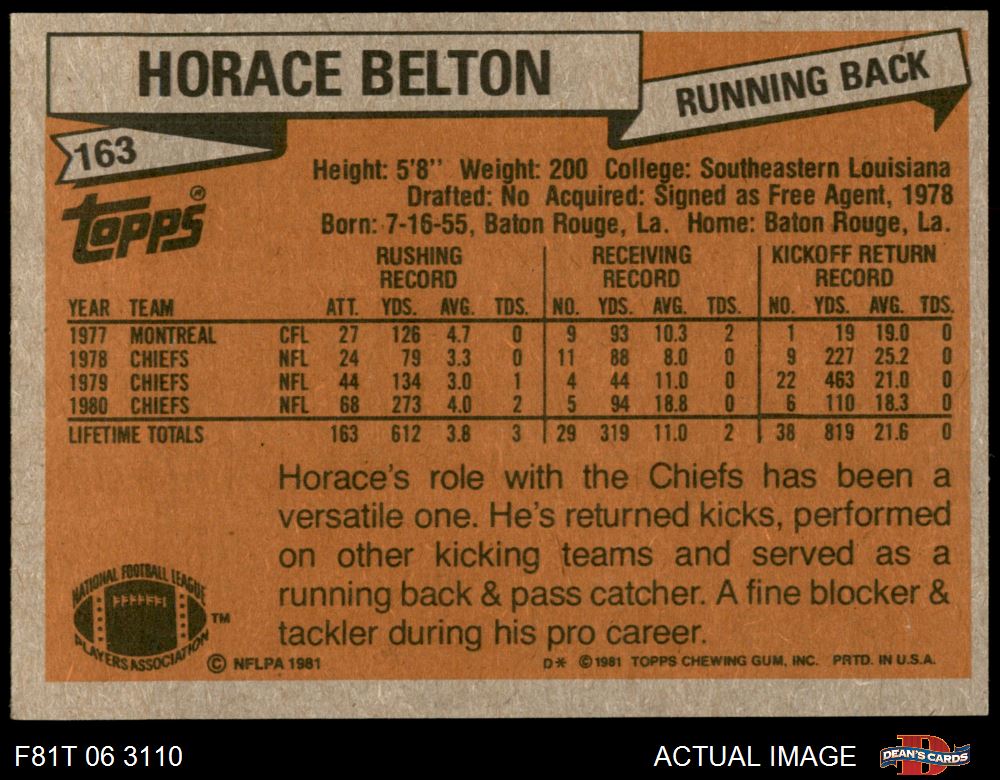 HORACE BELTON
RUNNING BACK
163
Topps®
Height: 5'8'' Weight: 200 College: Southeastern Louisiana
Drafted: No Acquired: Signed as Free Agent, 1978
Born: 7-16-55, Baton Rouge, La. Home: Baton Rouge, La.
RUSHING RECORD RECEIVING RECORD KICKOFF RETURN RECORD
YEAR TEAM ATT. YDS. AVG. TDS. NO. YDS. AVG. TDS. NO. YDS. AVG. TDS.
1977 MONTREAL CFL 27 126 4.7 0 9 93 10.3 2 1 19 19.0 0
1978 CHIEFS NFL 24 79 3.3 0 11 88 8.0 0 9 227 25.2 0
1979 CHIEFS NFL 44 134 3.0 1 4 44 11.0 0 22 463 21.0 0
1980 CHIEFS NFL 68 273 4.0 2 5 94 18.8 0 6 110 18.3 0
LIFETIME TOTALS 163 612 3.8 3 29 319 11.0 2 38 819 21.6 0
Horace's role with the Chiefs has been a
versatile one. He's returned kicks, performed
on other kicking teams and served as a
running back & pass catcher. A fine blocker &
tackler during his pro career.
NATIONAL FOOTBALL LEAGUE
PLAYERS ASSOCIATION
™
© NFLPA 1981 D* ©1981 TOPPS CHEWING GUM, INC. PRTD. IN U.S.A.
F81T 06 3110 ACTUAL IMAGE DEAN'S CARDS